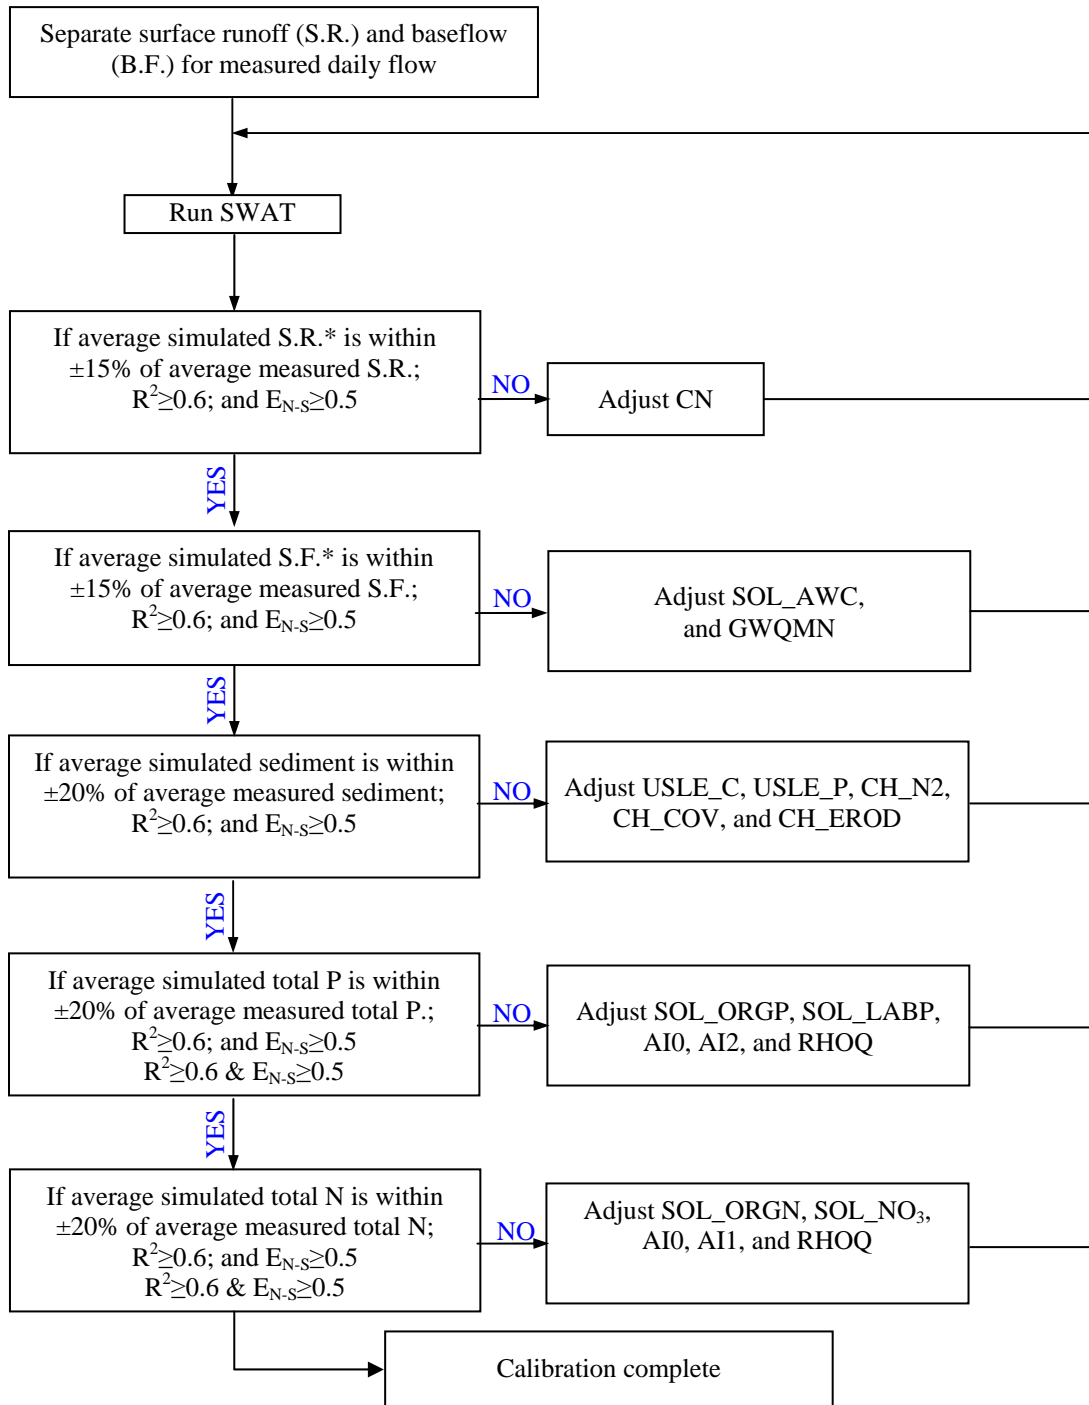 Separate surface runoff (S.R.) and baseflow
(B.F.) for measured daily flow
Run SWAT
If average simulated S.R.* is within
±15% of average measured S.R.;
R²≥0.6; and E_N-S≥0.5
NO
Adjust CN
YES
If average simulated S.F.* is within
±15% of average measured S.F.;
R²≥0.6; and E_N-S≥0.5
NO
Adjust SOL_AWC,
and GWQMN
YES
If average simulated sediment is within
±20% of average measured sediment;
R²≥0.6; and E_N-S≥0.5
NO
Adjust USLE_C, USLE_P, CH_N2,
CH_COV, and CH_EROD
YES
If average simulated total P is within
±20% of average measured total P.;
R²≥0.6; and E_N-S≥0.5
R²≥0.6 & E_N-S≥0.5
NO
Adjust SOL_ORGP, SOL_LABP,
AI0, AI2, and RHOQ
YES
If average simulated total N is within
±20% of average measured total N;
R²≥0.6; and E_N-S≥0.5
R²≥0.6 & E_N-S≥0.5
NO
Adjust SOL_ORGN, SOL_NO₃,
AI0, AI1, and RHOQ
Calibration complete